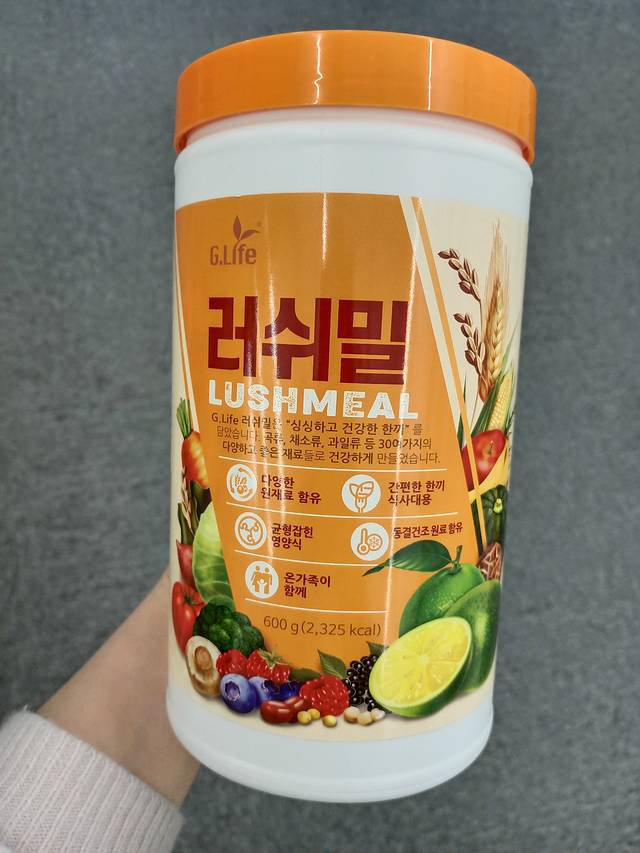 G.Life
러쉬밀
LUSHMEAL
G.Life 러쉬밀은 "싱싱하고 건강한 한끼" 를
담았습니다. 곡류, 채소류, 과일류 등 30여가지의
다양하고 좋은 재료들로 건강하게 만들었습니다.
다양한
원재료 함유
간편한 한끼
식사대용
균형잡힌
영양식
동결건조 원료 함유
온가족이
함께
600 g (2,325 kcal)